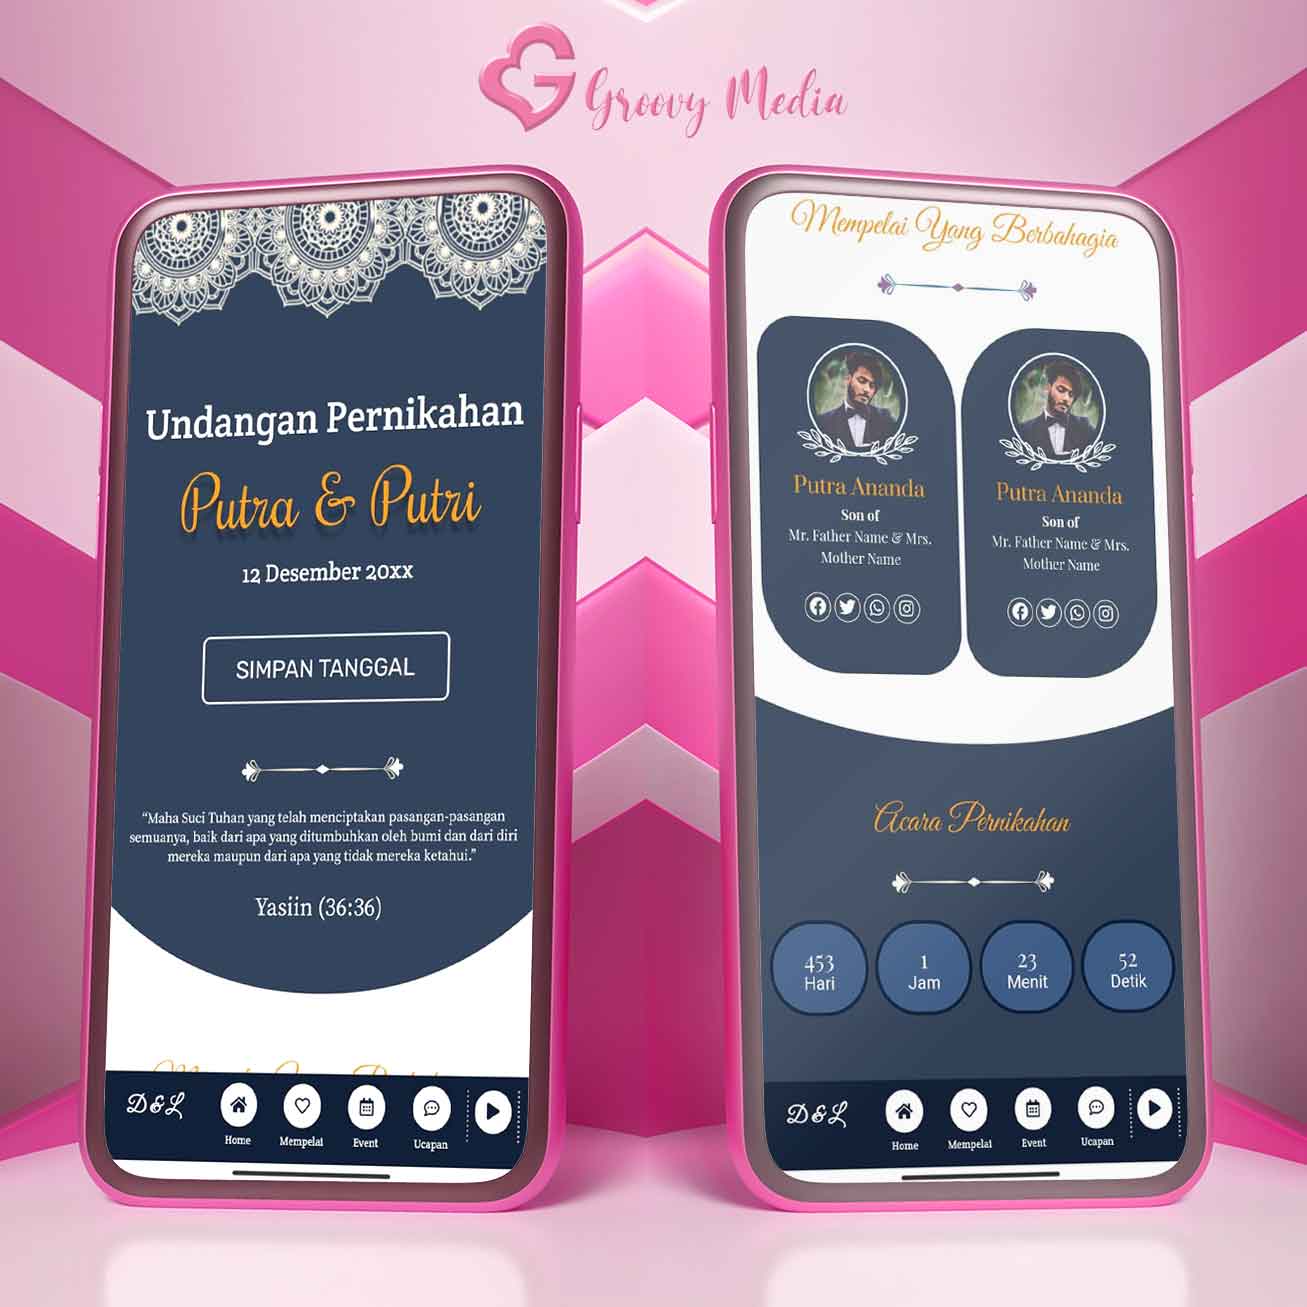 Groovy Media
Undangan Pernikahan
Putra & Putri
12 Desember 20xx
SIMPAN TANGGAL
“Maha Suci Tuhan yang telah menciptakan pasangan-pasangan
semuanya, baik dari apa yang ditumbuhkan oleh bumi dan dari diri
mereka maupun dari apa yang tidak mereka ketahui.”
Yasiin (36:36)
D&L
Home
Mempelai
Event
Ucapan
Mempelai Yang Berbahagia
Putra Ananda
Son of
Mr. Father Name & Mrs.
Mother Name
Putra Ananda
Son of
Mr. Father Name & Mrs.
Mother Name
Acara Pernikahan
453
Hari
1
Jam
23
Menit
52
Detik
D&L
Home
Mempelai
Event
Ucapan